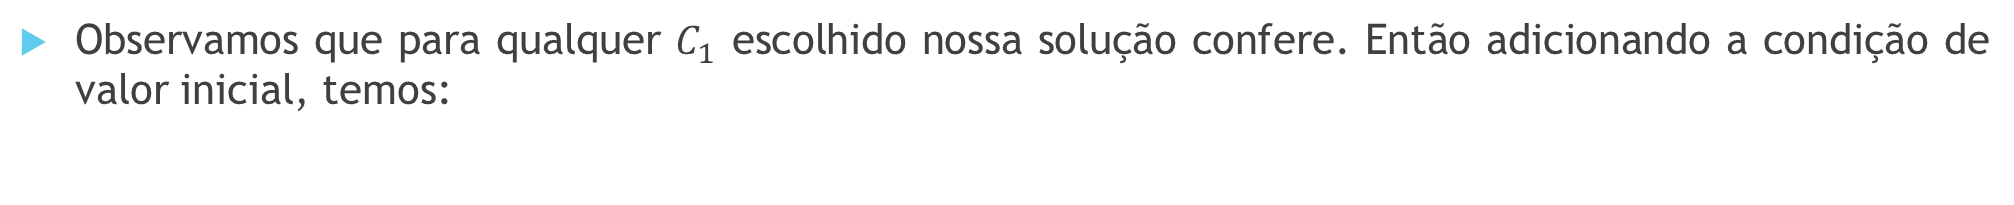 Observamos que para qualquer C₁ escolhido nossa solução confere. Então adicionando a condição de
valor inicial, temos: